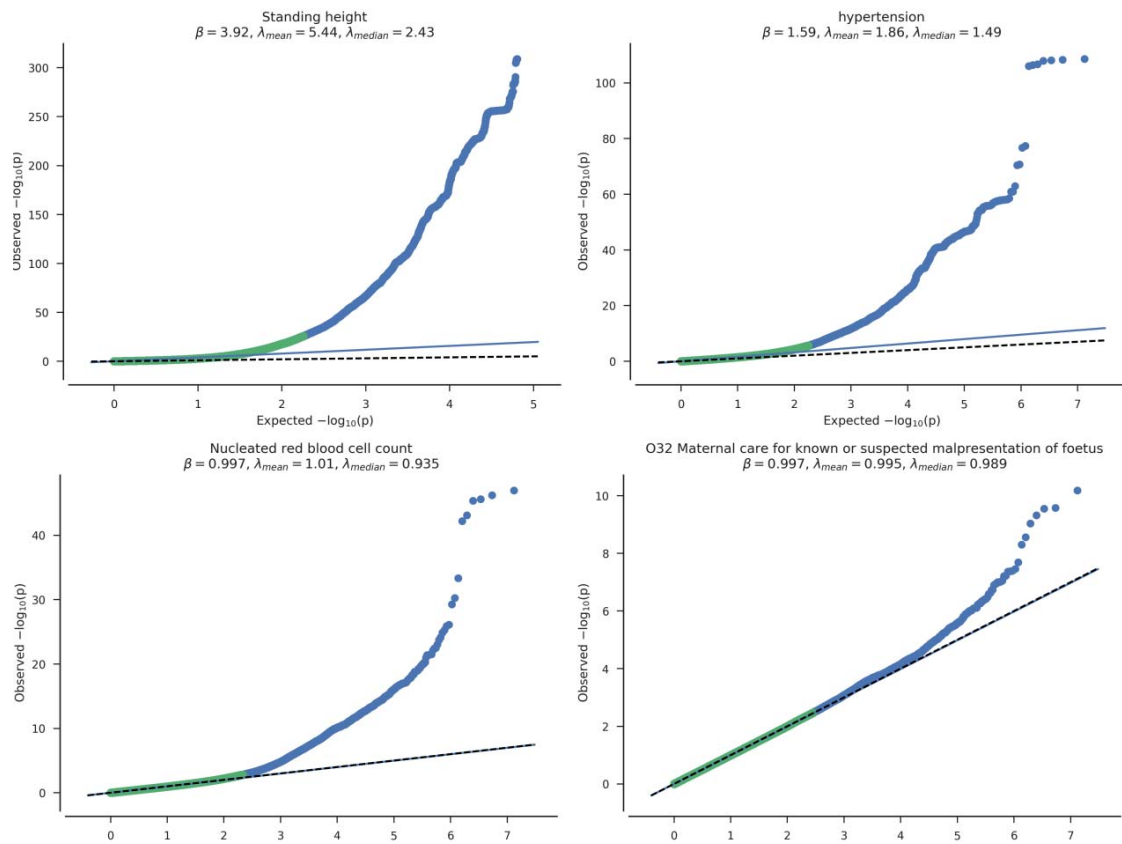 Standing height
β = 3.92, λmean = 5.44, λmedian = 2.43
300
250
200
150
100
50
0
Observed −log10(p)
0 1 2 3 4 5
Expected −log10(p)
hypertension
β = 1.59, λmean = 1.86, λmedian = 1.49
100
80
60
40
20
0
Observed −log10(p)
0 1 2 3 4 5 6 7
Expected −log10(p)
Nucleated red blood cell count
β = 0.997, λmean = 1.01, λmedian = 0.935
40
30
20
10
0
Observed −log10(p)
0 1 2 3 4 5 6 7
O32 Maternal care for known or suspected malpresentation of foetus
β = 0.997, λmean = 0.995, λmedian = 0.989
10
8
6
4
2
0
Observed −log10(p)
0 1 2 3 4 5 6 7